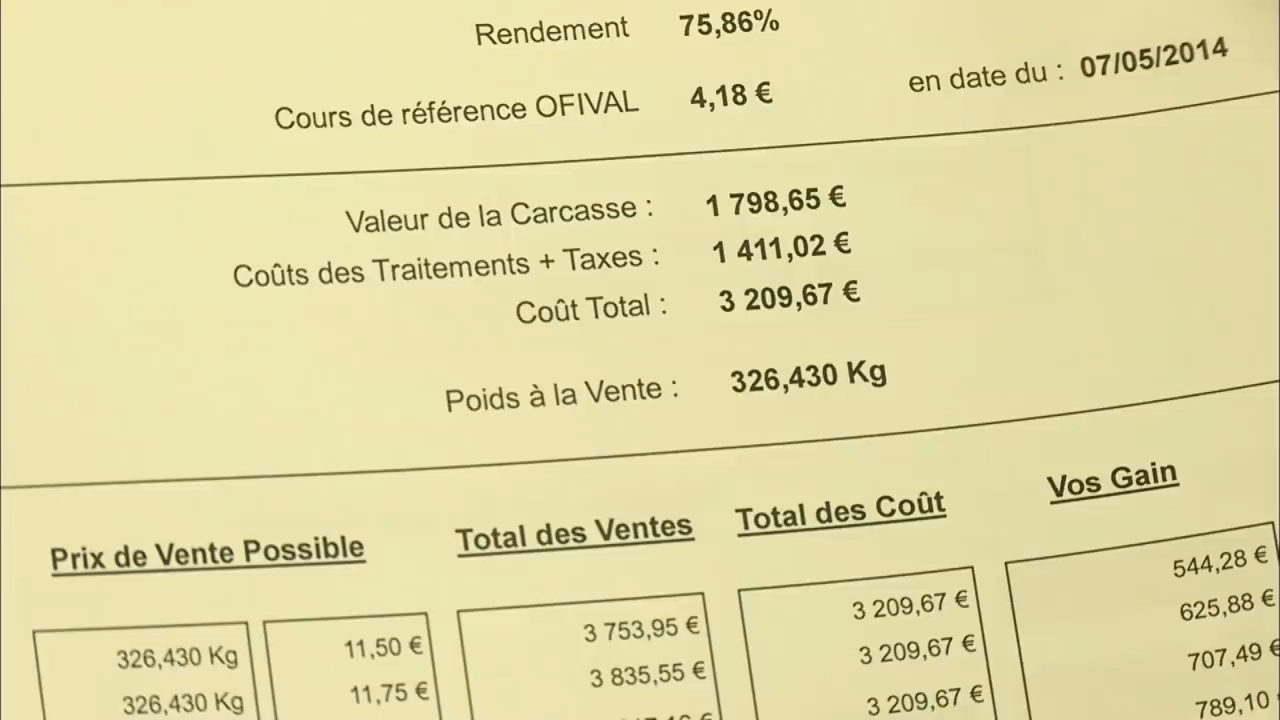 Rendement 75,86%
Cours de référence OFIVAL 4,18 € en date du : 07/05/2014
Valeur de la Carcasse : 1 798,65 €
Coûts des Traitements + Taxes : 1 411,02 €
Coût Total : 3 209,67 €
Poids à la Vente : 326,430 Kg
Prix de Vente Possible Total des Ventes Total des Coût Vos Gain
326,430 Kg 11,50 € 3 753,95 € 3 209,67 € 544,28 €
326,430 Kg 11,75 € 3 835,55 € 3 209,67 € 625,88 €
3 209,67 € 707,49 €
789,10